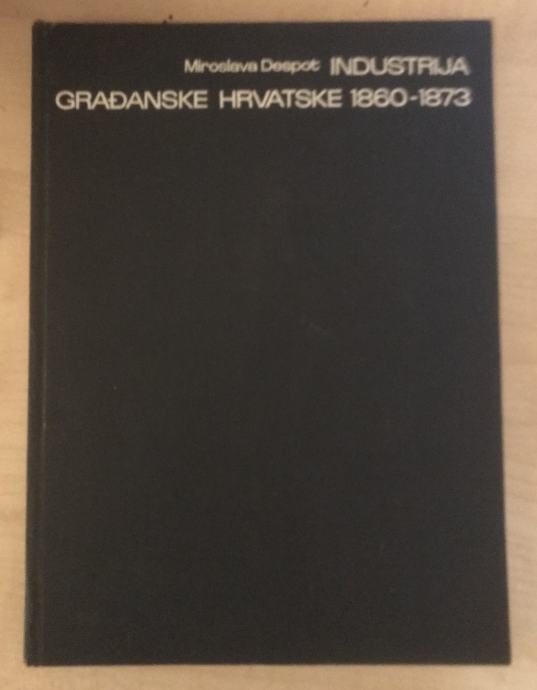 Miroslava Despot INDUSTRIJA
GRAĐANSKE HRVATSKE 1860-1873